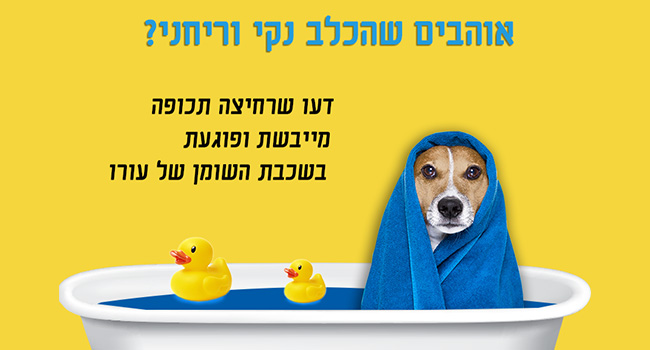 אוהבים שהכלב נקי וריחני?
דעו שרחיצה תכופה
מייבשת ופוגעת
בשכבת השומן של עורו